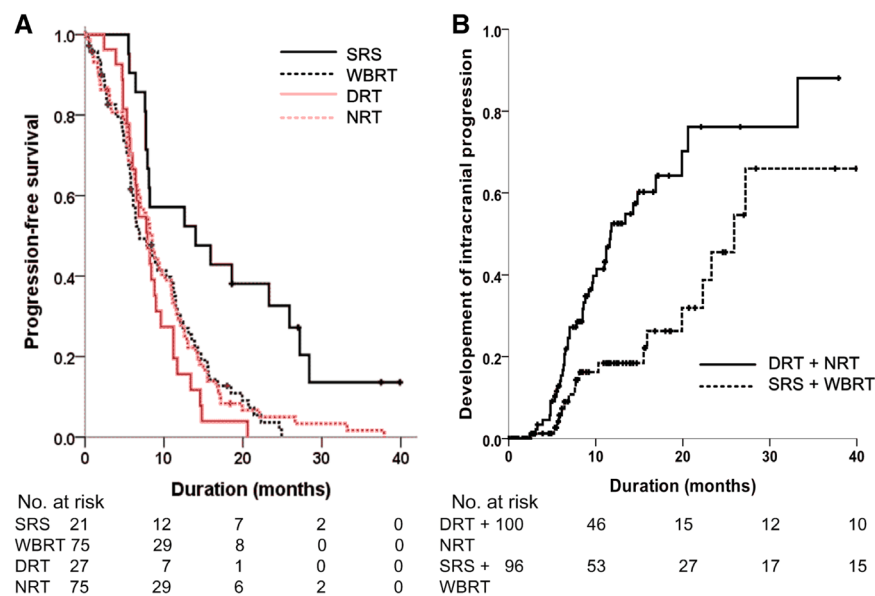 A
Progression-free survival
1.0
0.8
0.6
0.4
0.2
0.0
SRS
WBRT
DRT
NRT
0 10 20 30 40
Duration (months)
No. at risk
SRS 21 12 7 2 0
WBRT 75 29 8 0 0
DRT 27 7 1 0 0
NRT 75 29 6 2 0
B
Developement of intracranial progression
1.0
0.8
0.6
0.4
0.2
0.0
DRT + NRT
SRS + WBRT
0 10 20 30 40
Duration (months)
No. at risk
DRT + 100 46 15 12 10
NRT
SRS + 96 53 27 17 15
WBRT